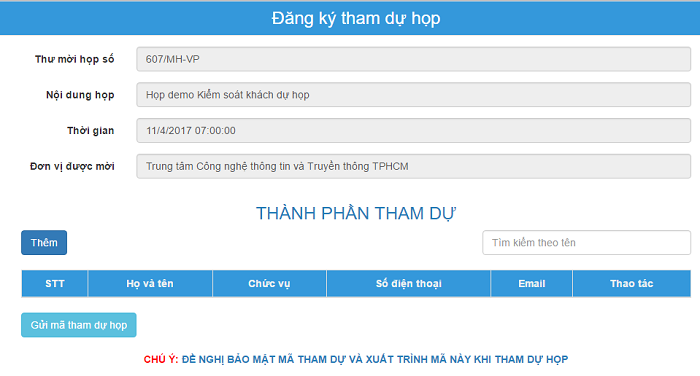 Đăng ký tham dự họp
Thư mời họp số 607/MH-VP
Nội dung họp Họp demo Kiểm soát khách dự họp
Thời gian 11/4/2017 07:00:00
Đơn vị được mời Trung tâm Công nghệ thông tin và Truyền thông TPHCM
THÀNH PHẦN THAM DỰ
Thêm Tìm kiếm theo tên
STT Họ và tên Chức vụ Số điện thoại Email Thao tác
Gửi mã tham dự họp
CHÚ Ý: ĐỀ NGHỊ BẢO MẬT MÃ THAM DỰ VÀ XUẤT TRÌNH MÃ NÀY KHI THAM DỰ HỌP